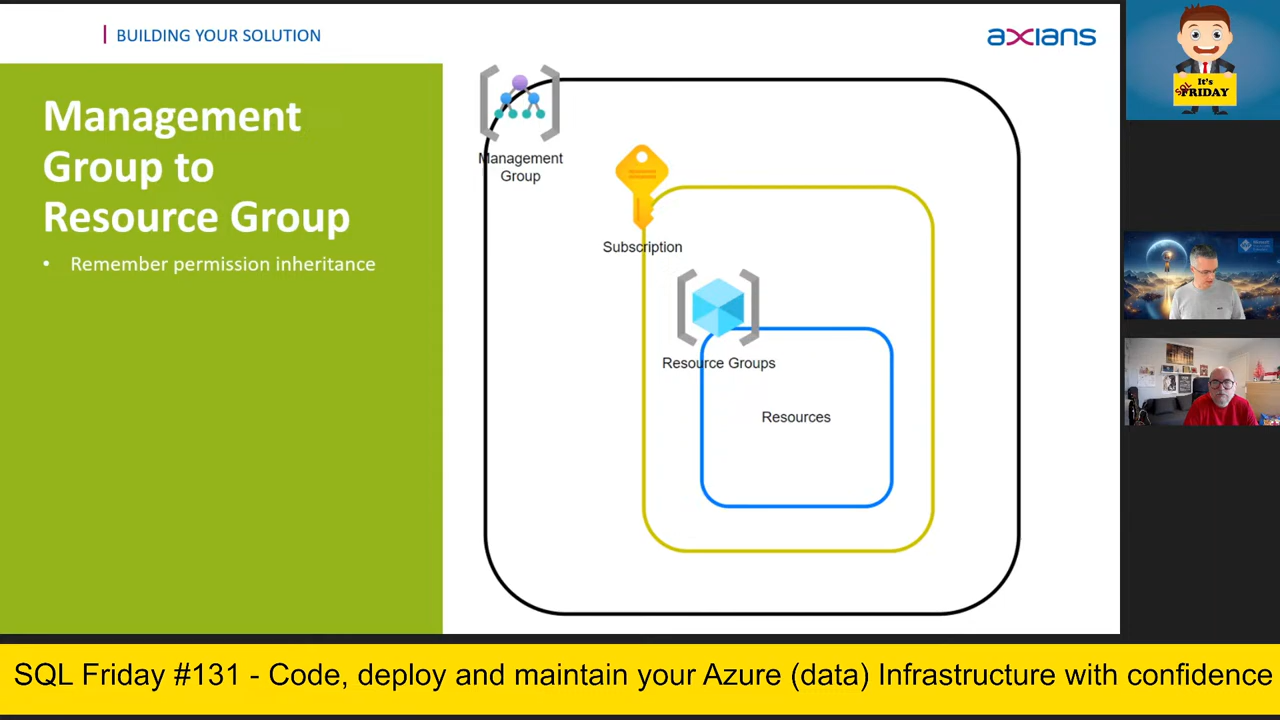 BUILDING YOUR SOLUTION
axians
Management
Group to
Resource Group
• Remember permission inheritance
Management
Group
Subscription
Resource Groups
Resources
It's
SQL
FRIDAY
SQL Friday #131 - Code, deploy and maintain your Azure (data) Infrastructure with confidence